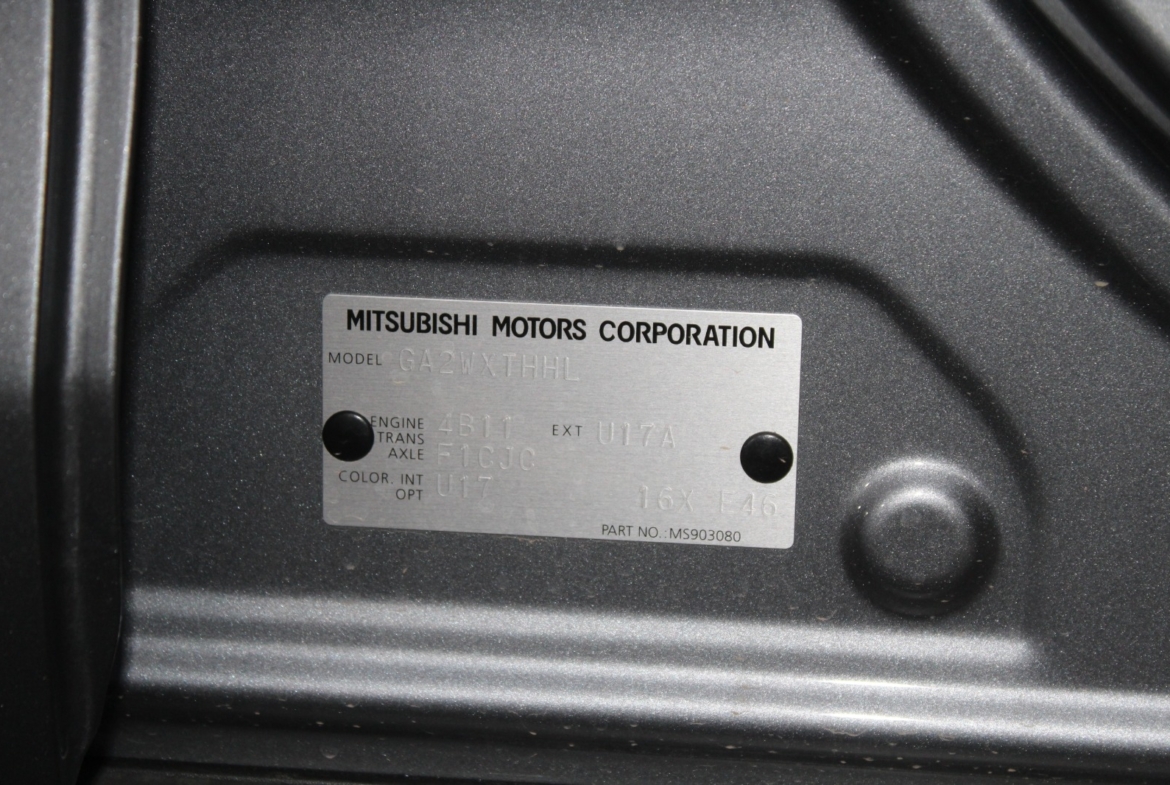 MITSUBISHI MOTORS CORPORATION
MODEL GA2WXTHHL
ENGINE 4B11 EXT U17A
TRANS
AXLE F1CJC
COLOR. INT U17
OPT 16X E46
PART NO.: MS903080